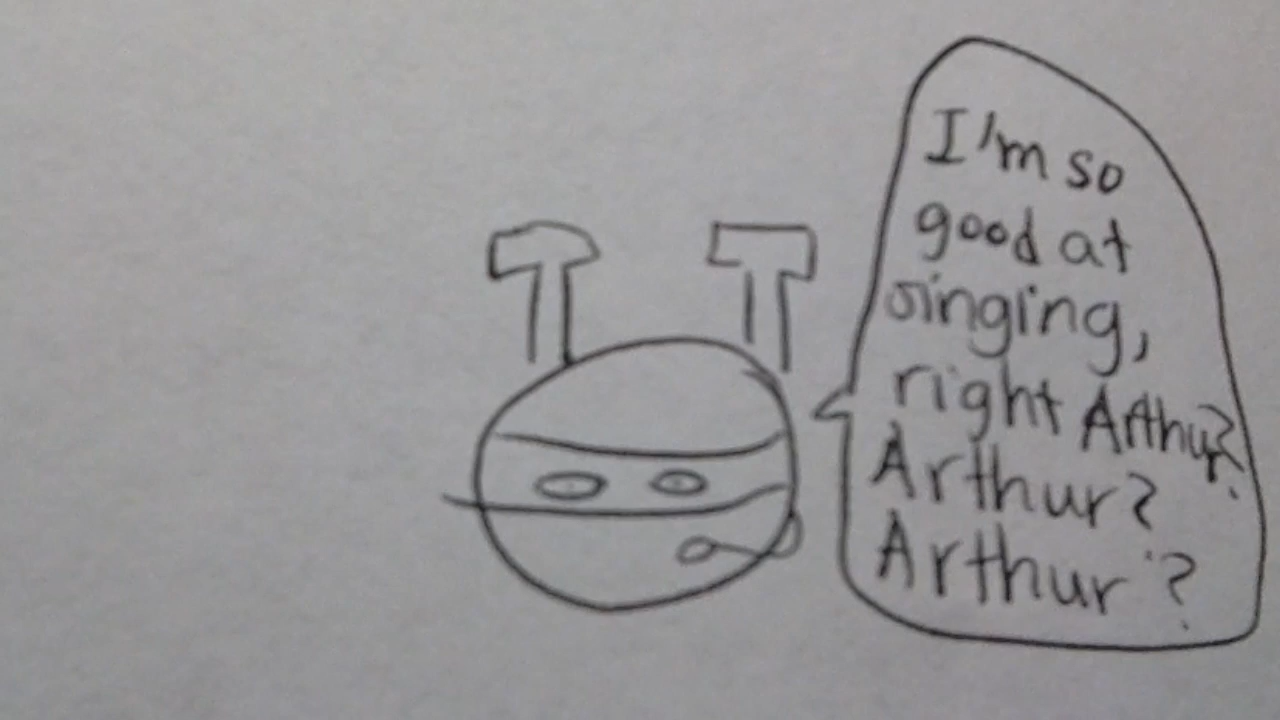 I'm so
good at
singing,
right Arthur?
Arthur?
Arthur?